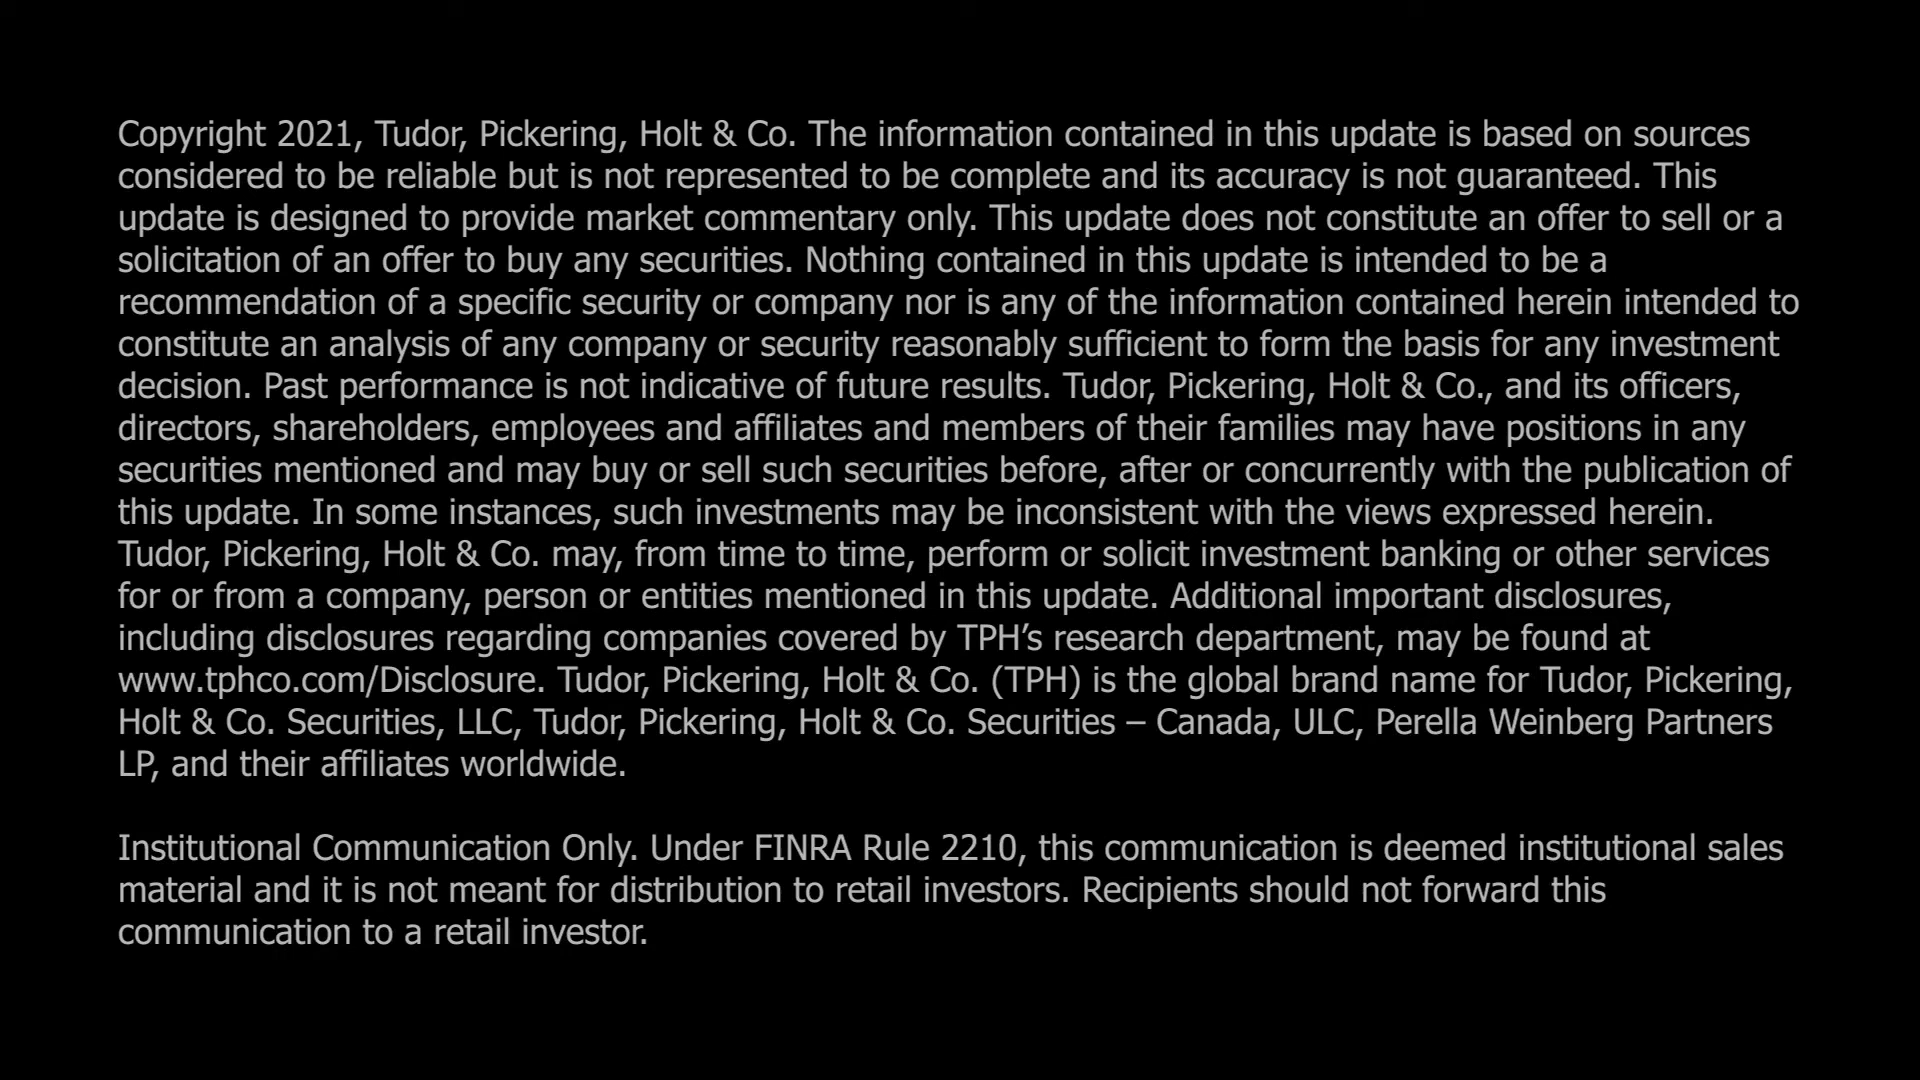 Copyright 2021, Tudor, Pickering, Holt & Co. The information contained in this update is based on sources
considered to be reliable but is not represented to be complete and its accuracy is not guaranteed. This
update is designed to provide market commentary only. This update does not constitute an offer to sell or a
solicitation of an offer to buy any securities. Nothing contained in this update is intended to be a
recommendation of a specific security or company nor is any of the information contained herein intended to
constitute an analysis of any company or security reasonably sufficient to form the basis for any investment
decision. Past performance is not indicative of future results. Tudor, Pickering, Holt & Co., and its officers,
directors, shareholders, employees and affiliates and members of their families may have positions in any
securities mentioned and may buy or sell such securities before, after or concurrently with the publication of
this update. In some instances, such investments may be inconsistent with the views expressed herein.
Tudor, Pickering, Holt & Co. may, from time to time, perform or solicit investment banking or other services
for or from a company, person or entities mentioned in this update. Additional important disclosures,
including disclosures regarding companies covered by TPH’s research department, may be found at
www.tphco.com/Disclosure. Tudor, Pickering, Holt & Co. (TPH) is the global brand name for Tudor, Pickering,
Holt & Co. Securities, LLC, Tudor, Pickering, Holt & Co. Securities – Canada, ULC, Perella Weinberg Partners
LP, and their affiliates worldwide.
Institutional Communication Only. Under FINRA Rule 2210, this communication is deemed institutional sales
material and it is not meant for distribution to retail investors. Recipients should not forward this
communication to a retail investor.